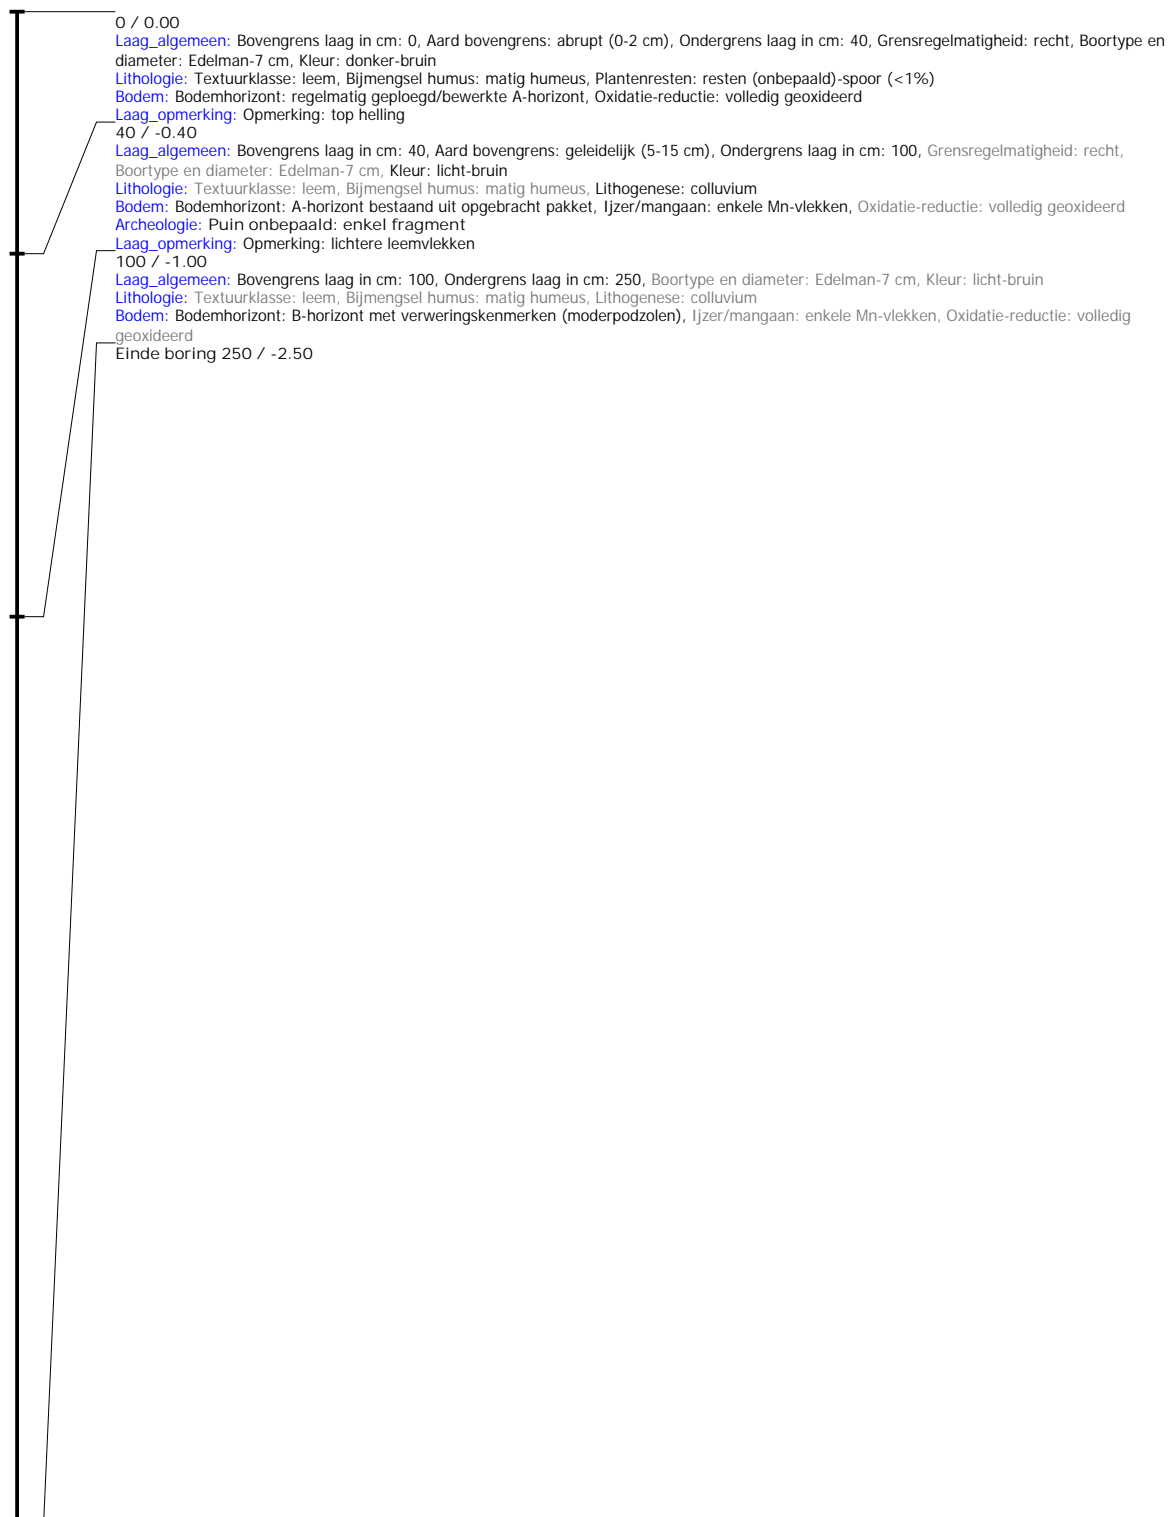 0 / 0.00
Laag_algemeen: Bovengrens laag in cm: 0, Aard bovengrens: abrupt (0-2 cm), Ondergrens laag in cm: 40, Grensregelmatigheid: recht, Boortype en
diameter: Edelman-7 cm, Kleur: donker-bruin
Lithologie: Textuurklasse: leem, Bijmengsel humus: matig humeus, Plantenresten: resten (onbepaald)-spoor (<1%)
Bodem: Bodemhorizont: regelmatig geploegd/bewerkte A-horizont, Oxidatie-reductie: volledig geoxideerd
Laag_opmerking: Opmerking: top helling
40 / -0.40
Laag_algemeen: Bovengrens laag in cm: 40, Aard bovengrens: geleidelijk (5-15 cm), Ondergrens laag in cm: 100, Grensregelmatigheid: recht,
Boortype en diameter: Edelman-7 cm, Kleur: licht-bruin
Lithologie: Textuurklasse: leem, Bijmengsel humus: matig humeus, Lithogenese: colluvium
Bodem: Bodemhorizont: A-horizont bestaand uit opgebracht pakket, Ijzer/mangaan: enkele Mn-vlekken, Oxidatie-reductie: volledig geoxideerd
Archeologie: Puin onbepaald: enkel fragment
Laag_opmerking: Opmerking: lichtere leemvlekken
100 / -1.00
Laag_algemeen: Bovengrens laag in cm: 100, Ondergrens laag in cm: 250, Boortype en diameter: Edelman-7 cm, Kleur: licht-bruin
Lithologie: Textuurklasse: leem, Bijmengsel humus: matig humeus, Lithogenese: colluvium
Bodem: Bodemhorizont: B-horizont met verweringskenmerken (moderpodzolen), Ijzer/mangaan: enkele Mn-vlekken, Oxidatie-reductie: volledig
geoxideerd
Einde boring 250 / -2.50